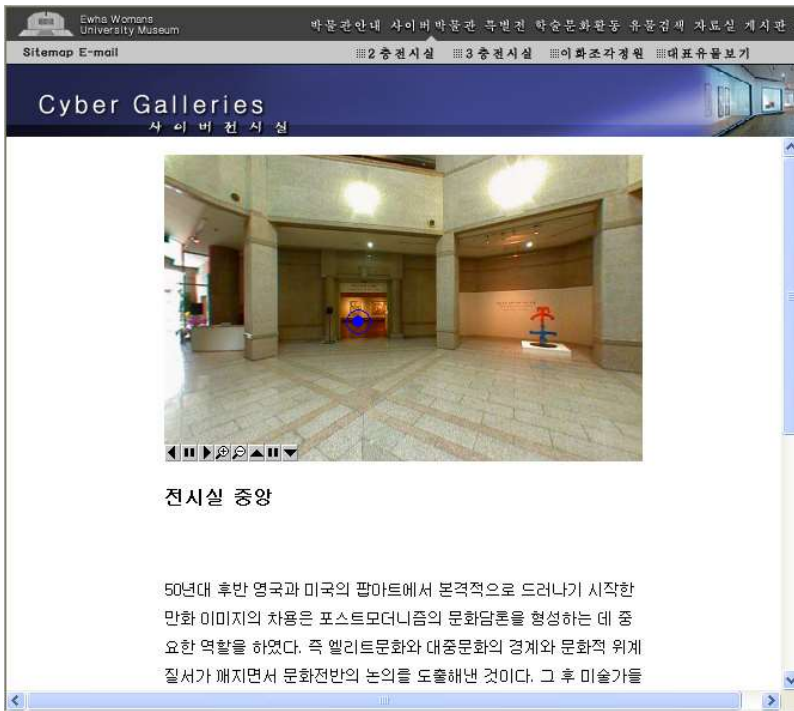 Ewha Womans
University Museum
박물관안내 사이버박물관 특별전 학술문화활동 유물검색 자료실 게시판
Sitemap E-mail
2층전시실 3층전시실 이화조각정원 대표유물보기
Cyber Galleries
사이버전시실
전시실 중앙
50년대 후반 영국과 미국의 팝아트에서 본격적으로 드러나기 시작한
만화 이미지의 차용은 포스트모더니즘의 문화담론을 형성하는 데 중
요한 역할을 하였다. 즉 엘리트문화와 대중문화의 경계와 문화적 위계
질서가 깨지면서 문화전반의 논의를 도출해낸 것이다. 그 후 미술가들